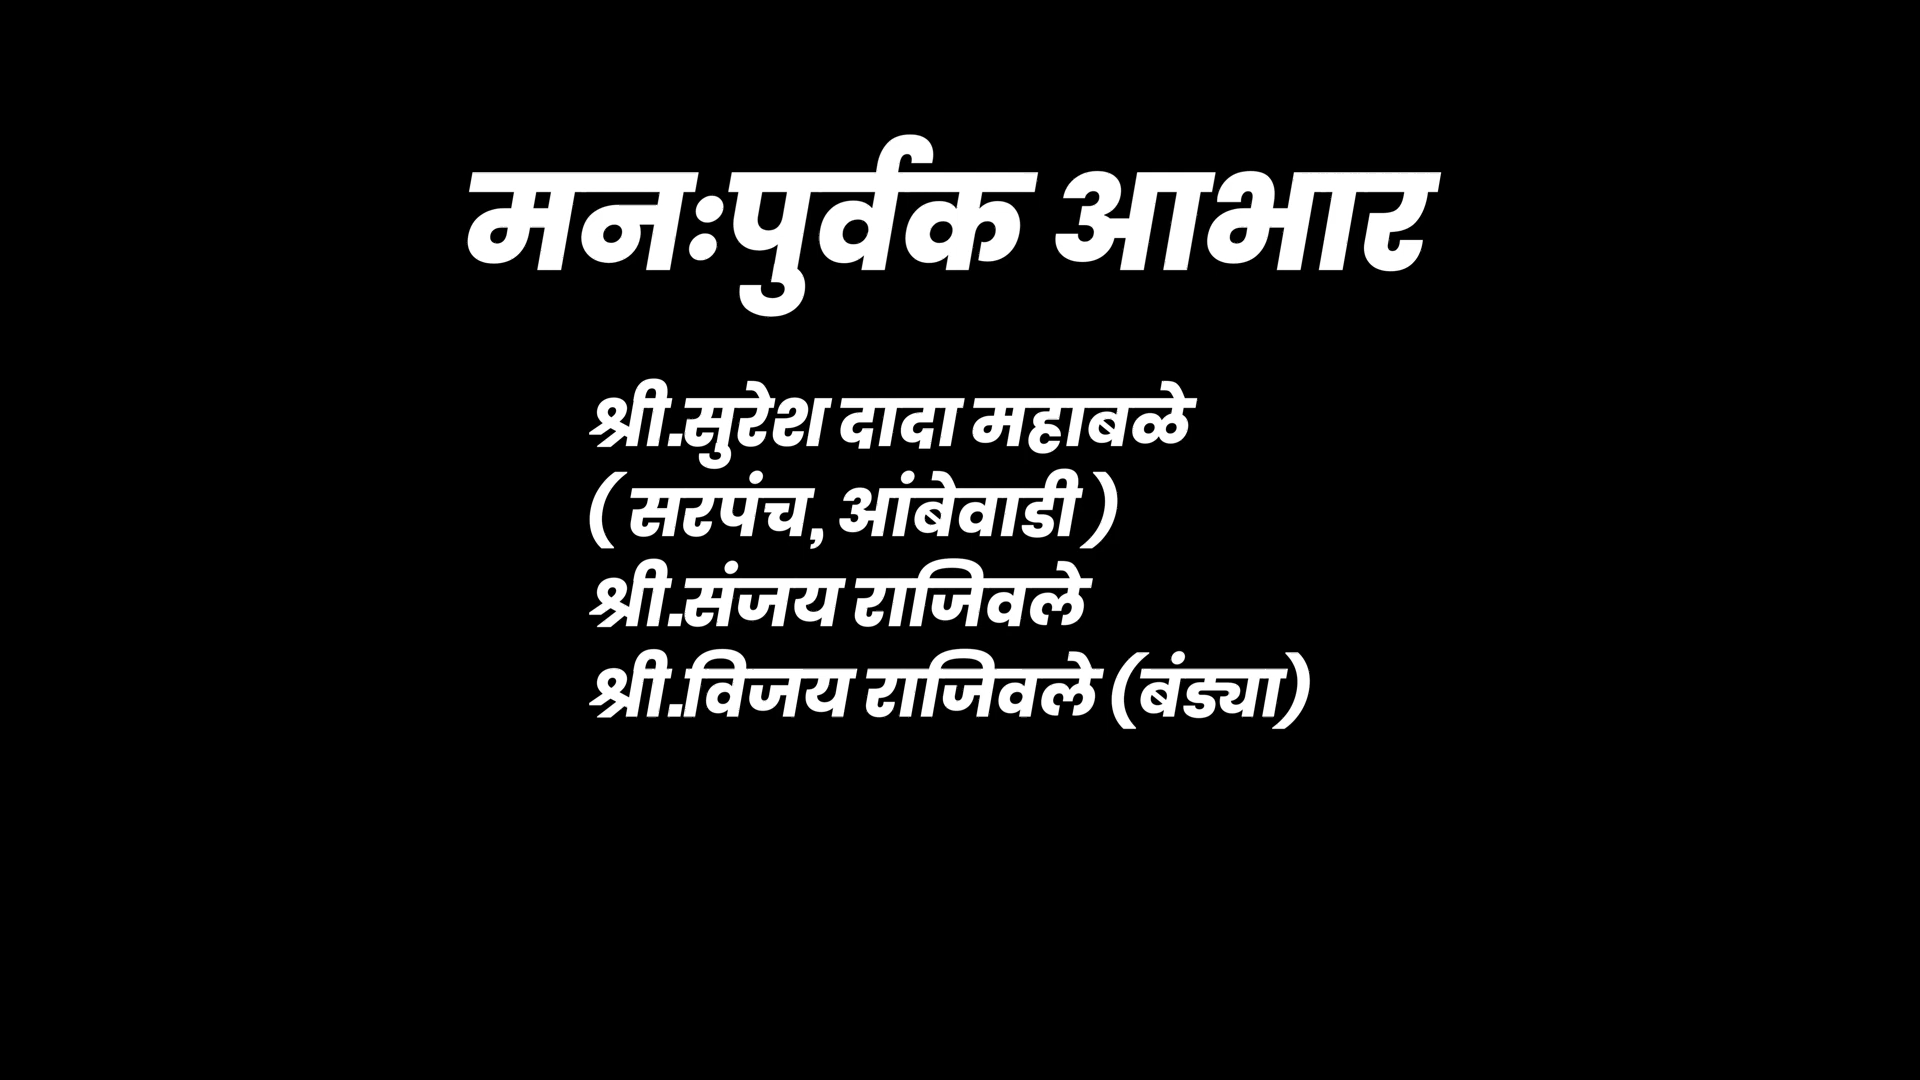 मनःपुर्वक आभार
श्री.सुरेश दादा महाबळे
( सरपंच, आंबेवाडी )
श्री.संजय राजिवले
श्री.विजय राजिवले (बंड्या)